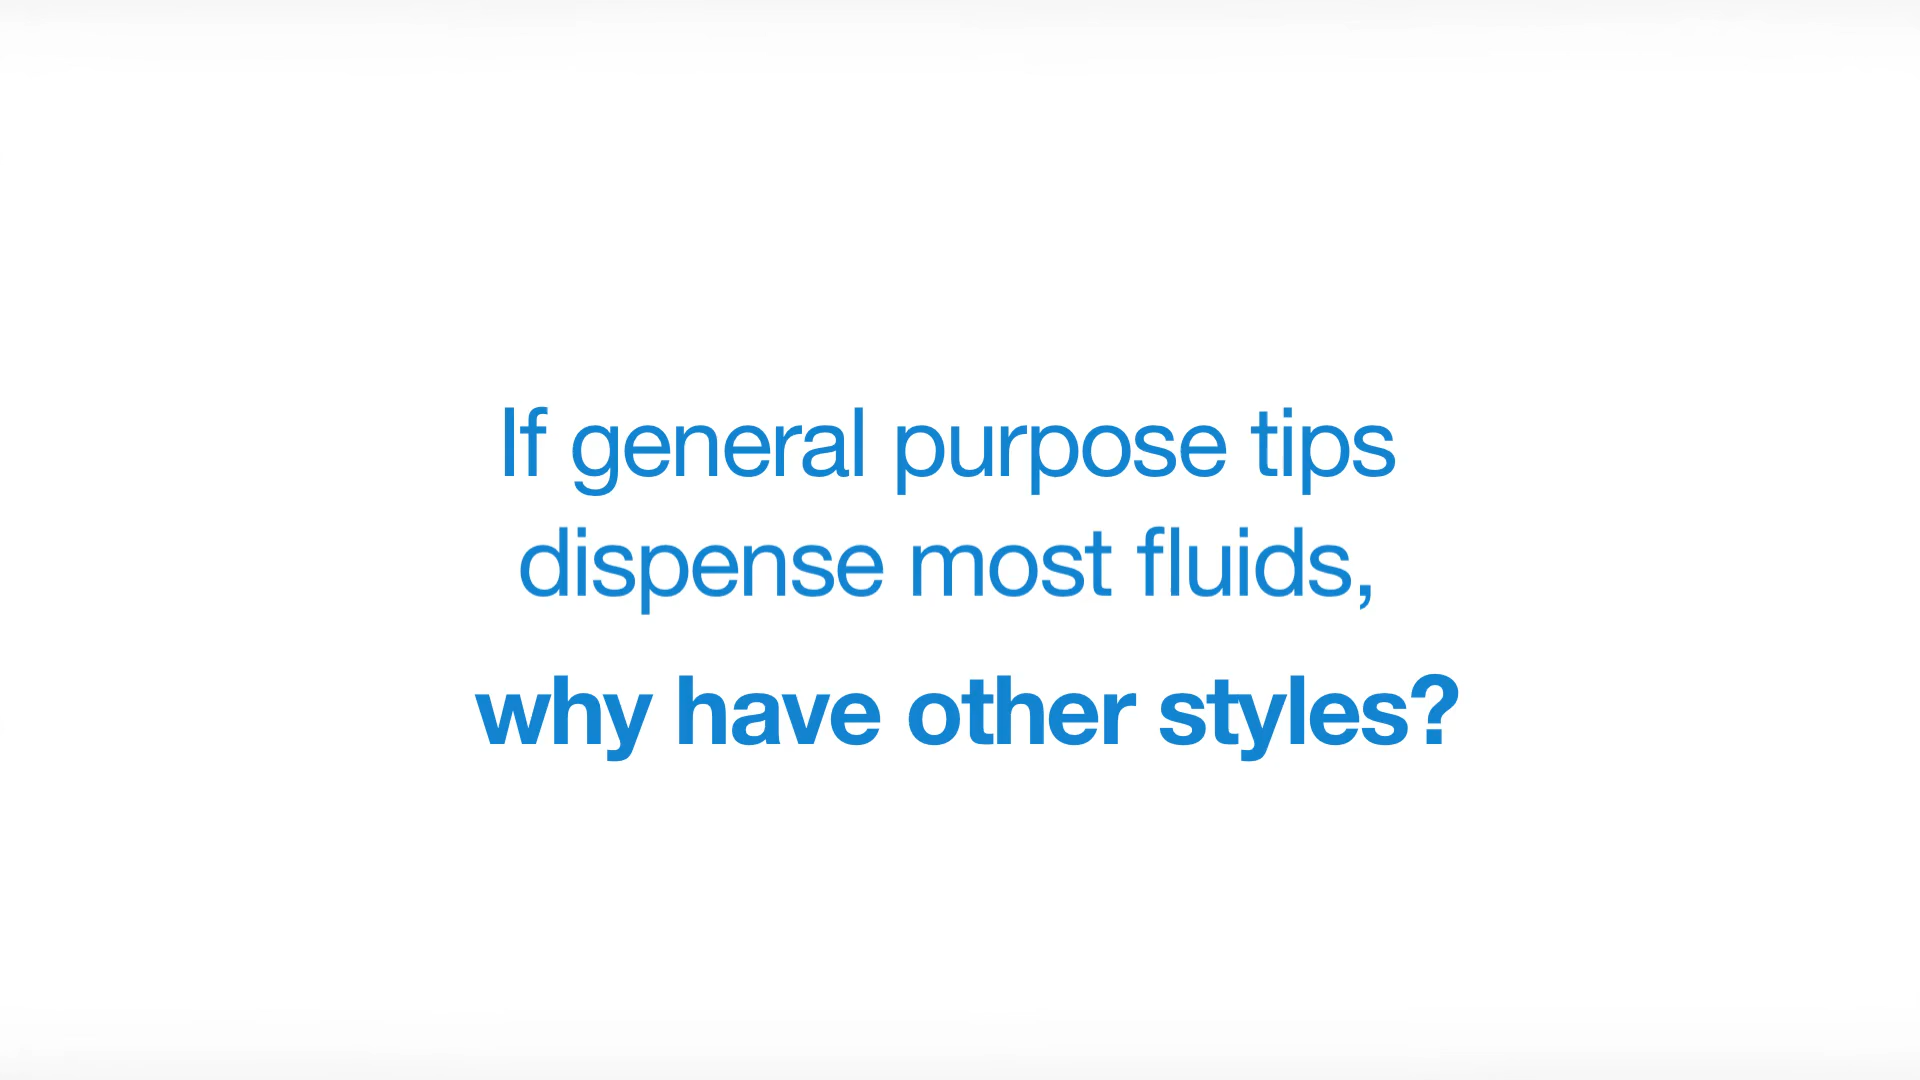 If general purpose tips
dispense most fluids,
why have other styles?